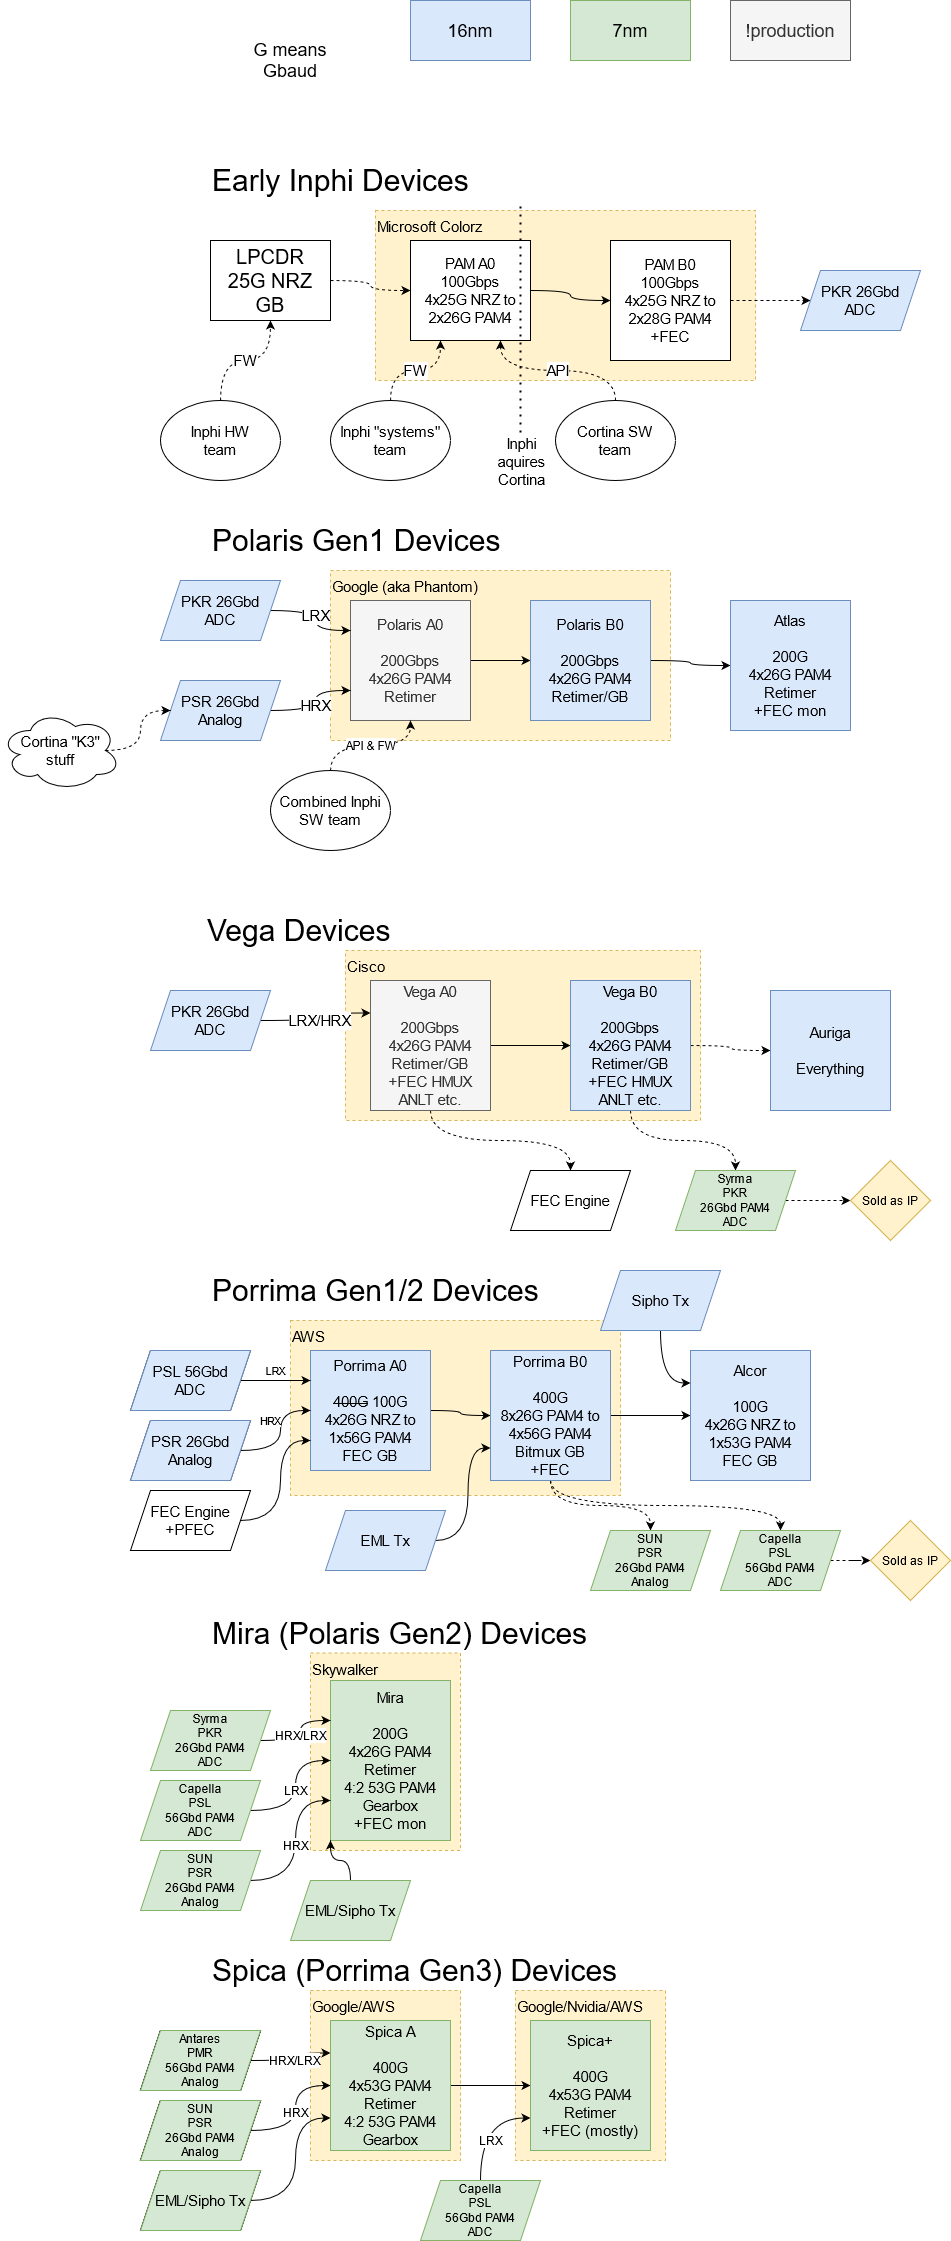 16nm
7nm
!production
G means
Gbaud
Early Inphi Devices
Microsoft Colorz
LPCDR
25G NRZ
GB
PAM A0
100Gbps
4x25G NRZ to
2x26G PAM4
PAM B0
100Gbps
4x25G NRZ to
2x28G PAM4
+FEC
PKR 26Gbd
ADC
FW
FW
API
Inphi HW
team
Inphi "systems"
team
Inphi
aquires
Cortina
Cortina SW
team
Polaris Gen1 Devices
Google (aka Phantom)
PKR 26Gbd
ADC
LRX
PSR 26Gbd
Analog
HRX
Cortina "K3"
stuff
Polaris A0
200Gbps
4x26G PAM4
Retimer
Polaris B0
200Gbps
4x26G PAM4
Retimer/GB
Atlas
200G
4x26G PAM4
Retimer
+FEC mon
API & FW
Combined Inphi
SW team
Vega Devices
Cisco
PKR 26Gbd
ADC
LRX/HRX
Vega A0
200Gbps
4x26G PAM4
Retimer/GB
+FEC HMUX
ANLT etc.
Vega B0
200Gbps
4x26G PAM4
Retimer/GB
+FEC HMUX
ANLT etc.
Auriga
Everything
FEC Engine
Syrma
PKR
26Gbd PAM4
ADC
Sold as IP
Porrima Gen1/2 Devices
Sipho Tx
AWS
PSL 56Gbd
ADC
LRX
PSR 26Gbd
Analog
HRX
FEC Engine
+PFEC
Porrima A0
400G 100G
4x26G NRZ to
1x56G PAM4
FEC GB
Porrima B0
400G
8x26G PAM4 to
4x56G PAM4
Bitmux GB
+FEC
Alcor
100G
4x26G NRZ to
1x53G PAM4
FEC GB
EML Tx
SUN
PSR
26Gbd PAM4
Analog
Capella
PSL
56Gbd PAM4
ADC
Sold as IP
Mira (Polaris Gen2) Devices
Skywalker
Syrma
PKR
26Gbd PAM4
ADC
HRX/LRX
Capella
PSL
56Gbd PAM4
ADC
LRX
SUN
PSR
26Gbd PAM4
Analog
HRX
Mira
200G
4x26G PAM4
Retimer
4:2 53G PAM4
Gearbox
+FEC mon
EML/Sipho Tx
Spica (Porrima Gen3) Devices
Google/AWS
Google/Nvidia/AWS
Antares
PMR
56Gbd PAM4
Analog
HRX/LRX
SUN
PSR
26Gbd PAM4
Analog
HRX
EML/Sipho Tx
Spica A
400G
4x53G PAM4
Retimer
4:2 53G PAM4
Gearbox
Spica+
400G
4x53G PAM4
Retimer
+FEC (mostly)
LRX
Capella
PSL
56Gbd PAM4
ADC